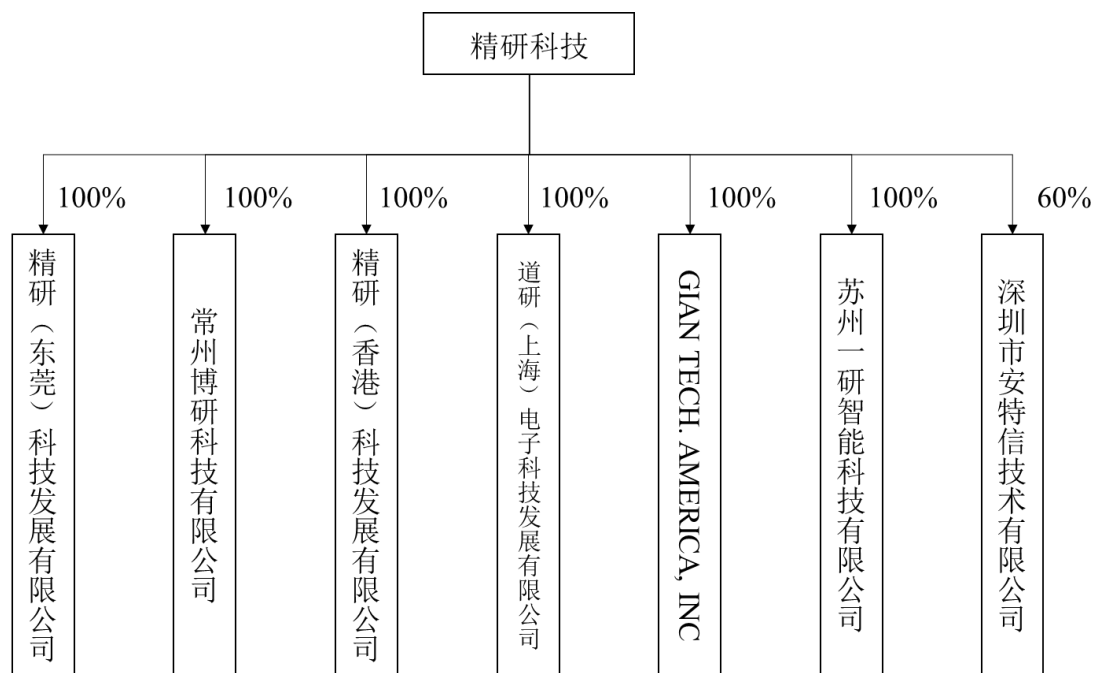 精研科技
100%
100%
100%
100%
100%
100%
60%
精研（东莞）科技发展有限公司
常州博研科技有限公司
精研（香港）科技发展有限公司
道研（上海）电子科技发展有限公司
GIAN TECH. AMERICA, INC
苏州一研智能科技有限公司
深圳市安特信技术有限公司